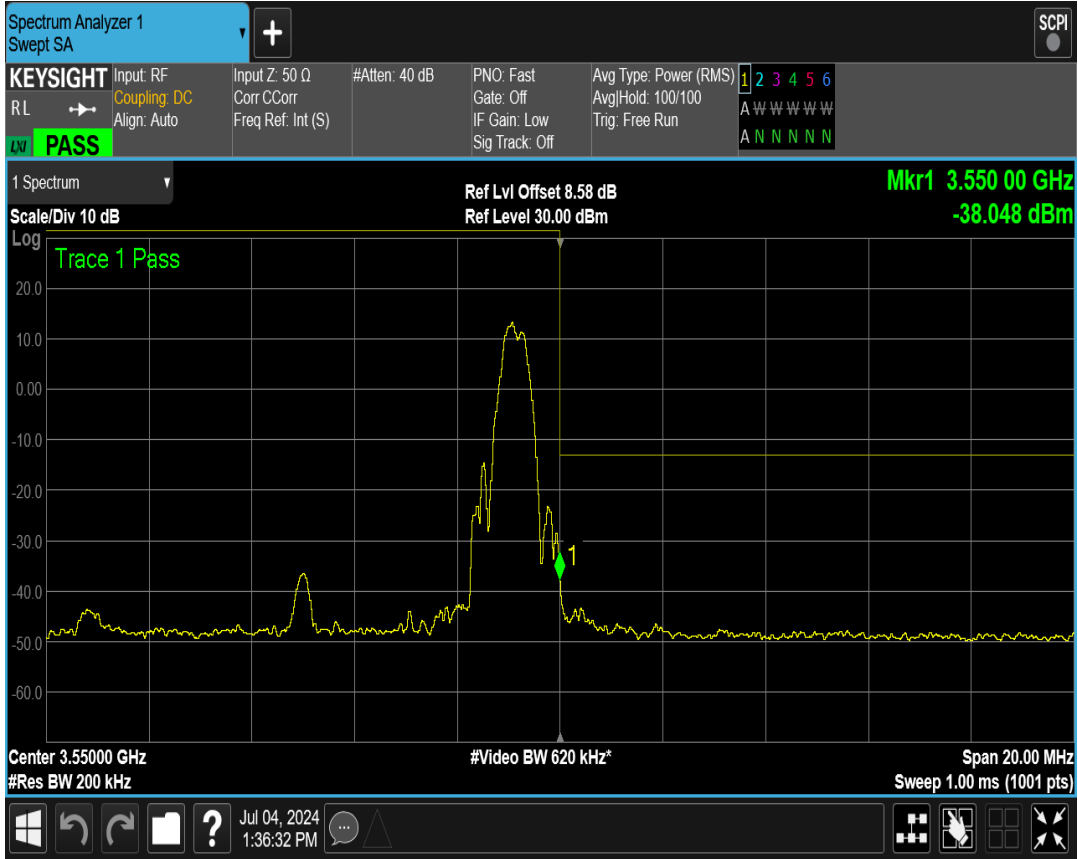 Spectrum Analyzer 1
Swept SA
+
SCPI
KEYSIGHT
RL
LXI PASS
Input: RF
Coupling: DC
Align: Auto
Input Z: 50 Ω
Corr CCorr
Freq Ref: Int (S)
#Atten: 40 dB
PNO: Fast
Gate: Off
IF Gain: Low
Sig Track: Off
Avg Type: Power (RMS)
Avg|Hold: 100/100
Trig: Free Run
1 2 3 4 5 6
A W W W W W
A N N N N N
1 Spectrum
Scale/Div 10 dB
Ref Lvl Offset 8.58 dB
Ref Level 30.00 dBm
Mkr1 3.550 00 GHz
-38.048 dBm
Log
Trace 1 Pass
20.0
10.0
0.00
-10.0
-20.0
-30.0
1
-40.0
-50.0
-60.0
Center 3.55000 GHz
#Res BW 200 kHz
#Video BW 620 kHz*
Span 20.00 MHz
Sweep 1.00 ms (1001 pts)
?
Jul 04, 2024
1:36:32 PM